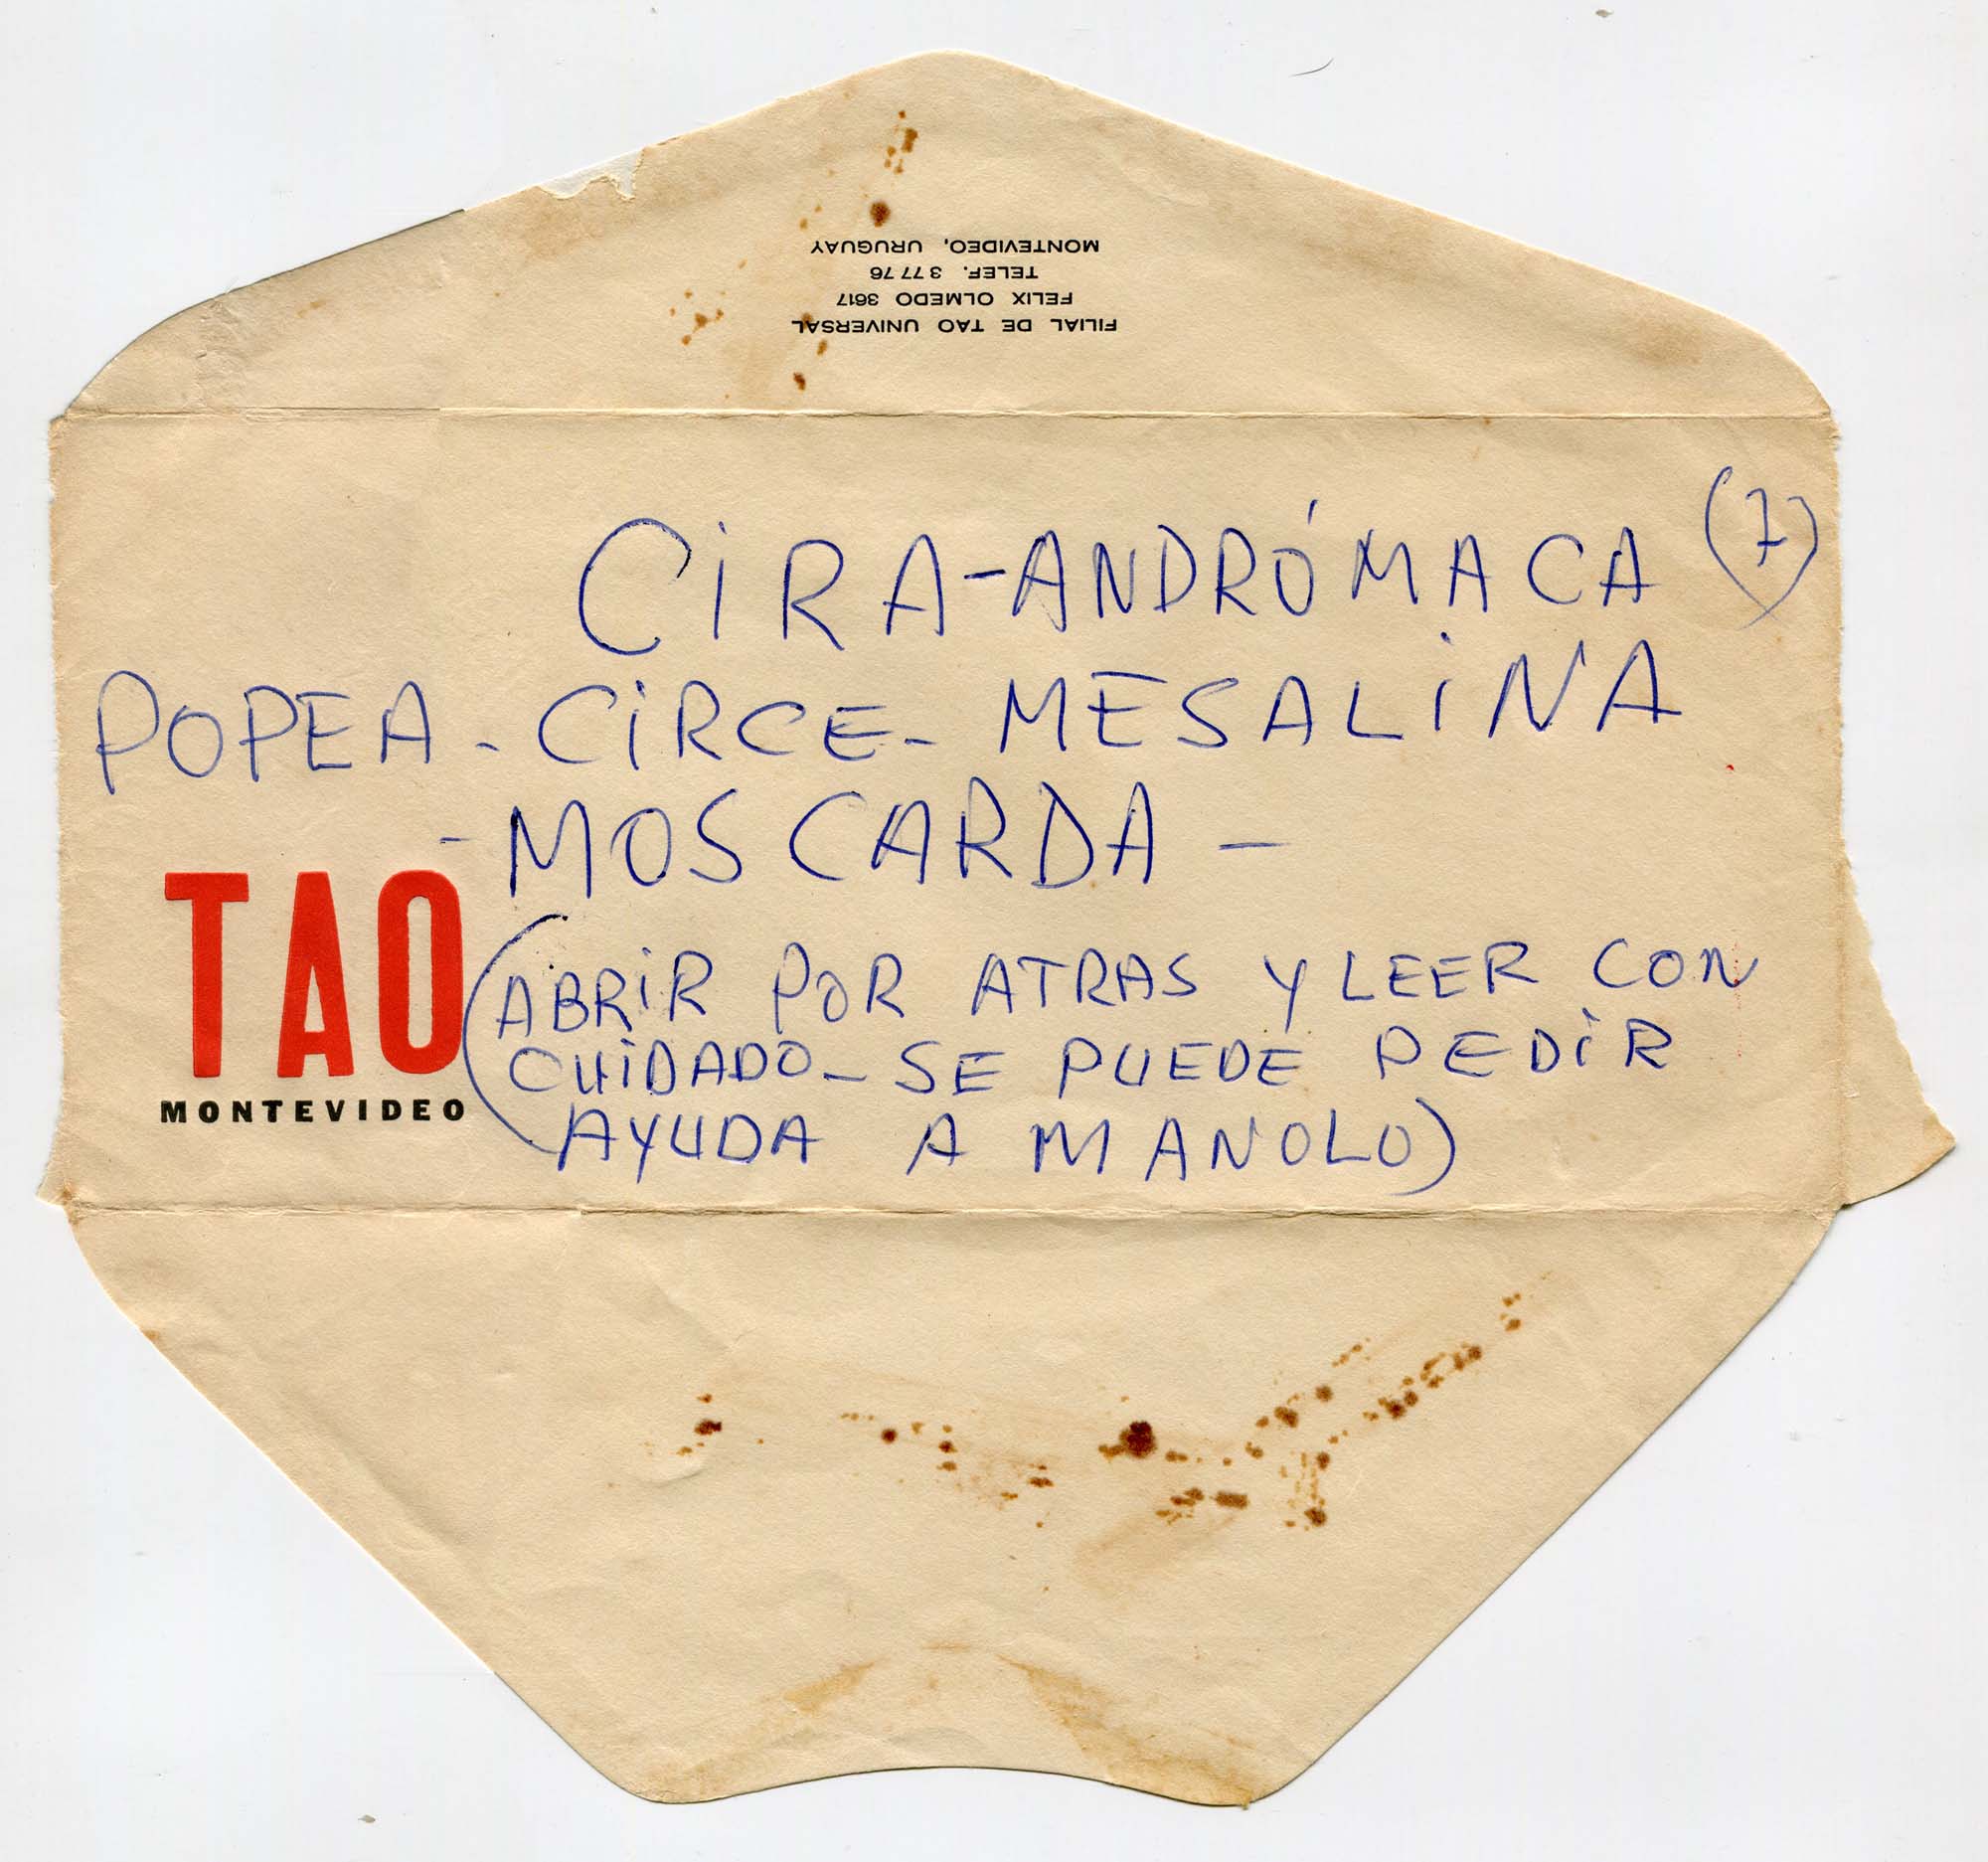 FILIAL DE TAO UNIVERSAL
FELIX OLMEDO 3617
TELEF. 3 77 76
MONTEVIDEO, URUGUAY
CIRA-ANDRÓMACA (7)
POPEA - CIRCE - MESALINA
- MOSCARDA -
TAO
MONTEVIDEO
(ABRIR POR ATRAS Y LEER CON
CUIDADO - SE PUEDE PEDIR
AYUDA A MANOLO)